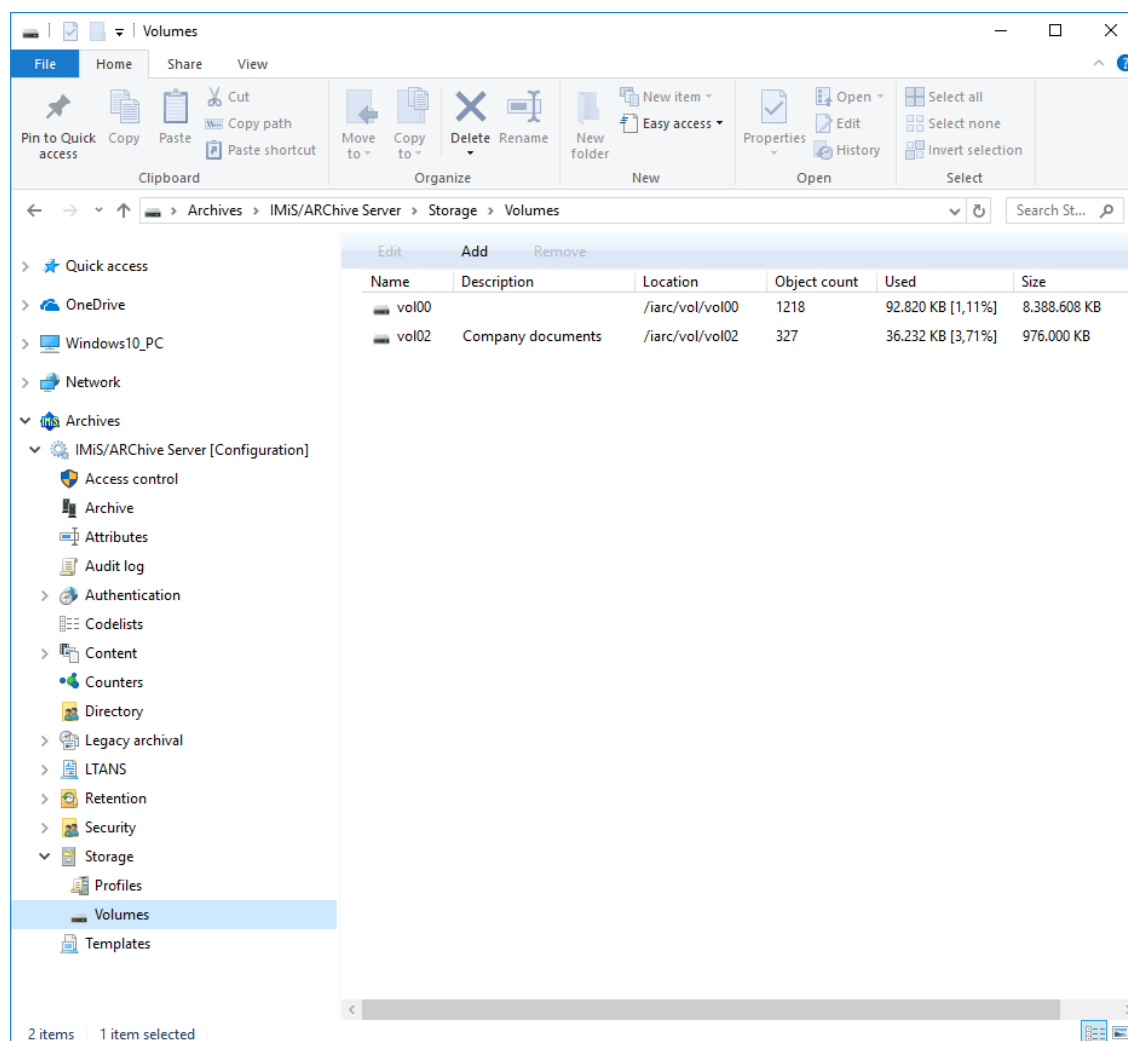 Volumes
File Home Share View
Pin to Quick access
Copy
Paste
Cut
Copy path
Paste shortcut
Clipboard
Move to
Copy to
Delete
Rename
Organize
New folder
New item
Easy access
New
Properties
Open
Edit
History
Open
Select all
Select none
Invert selection
Select
Archives > IMiS/ARChive Server > Storage > Volumes
Search St...
Quick access
OneDrive
Windows10_PC
Network
Archives
IMiS/ARChive Server [Configuration]
Access control
Archive
Attributes
Audit log
Authentication
Codelists
Content
Counters
Directory
Legacy archival
LTANS
Retention
Security
Storage
Profiles
Volumes
Templates
Edit Add Remove
Name Description Location Object count Used Size
vol00 /iarc/vol/vol00 1218 92.820 KB [1,11%] 8.388.608 KB
vol02 Company documents /iarc/vol/vol02 327 36.232 KB [3,71%] 976.000 KB
2 items 1 item selected